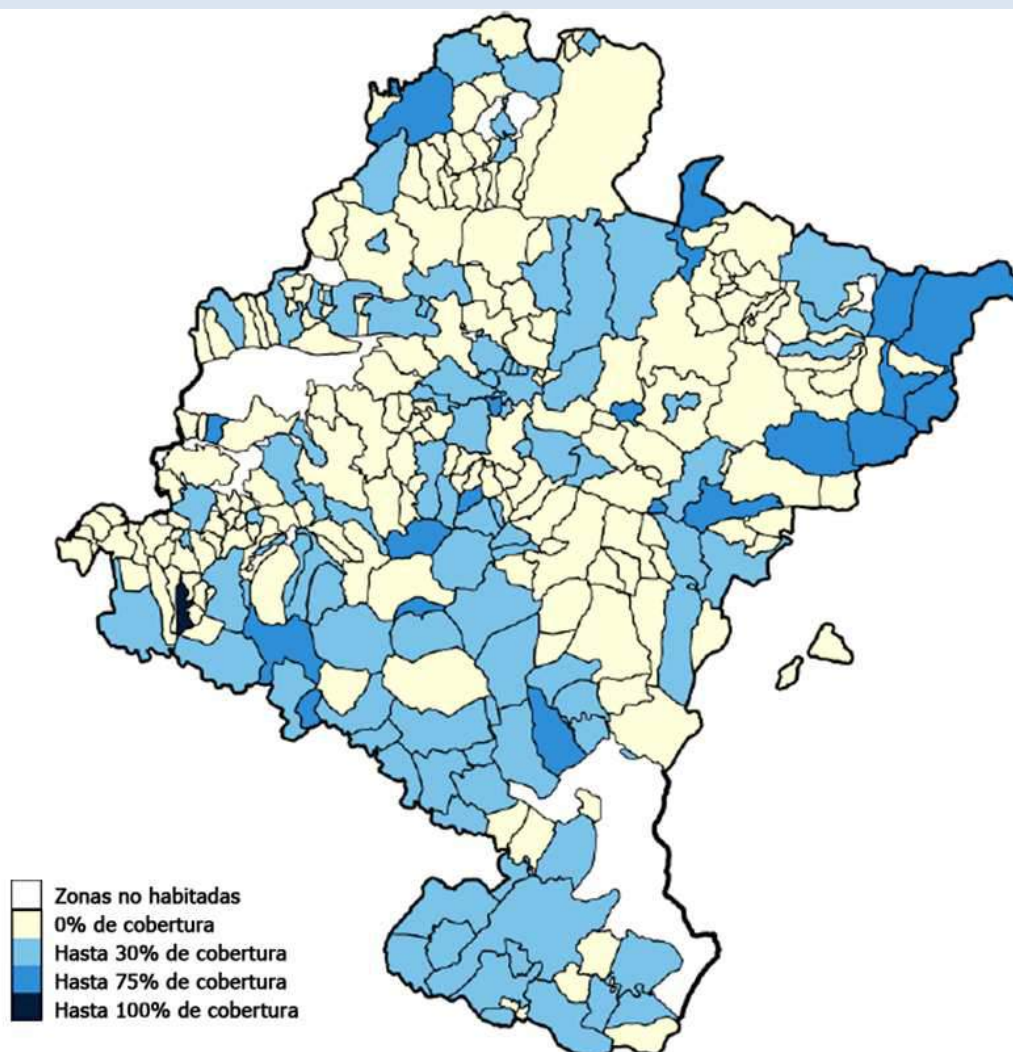 Zonas no habitadas
0% de cobertura
Hasta 30% de cobertura
Hasta 75% de cobertura
Hasta 100% de cobertura